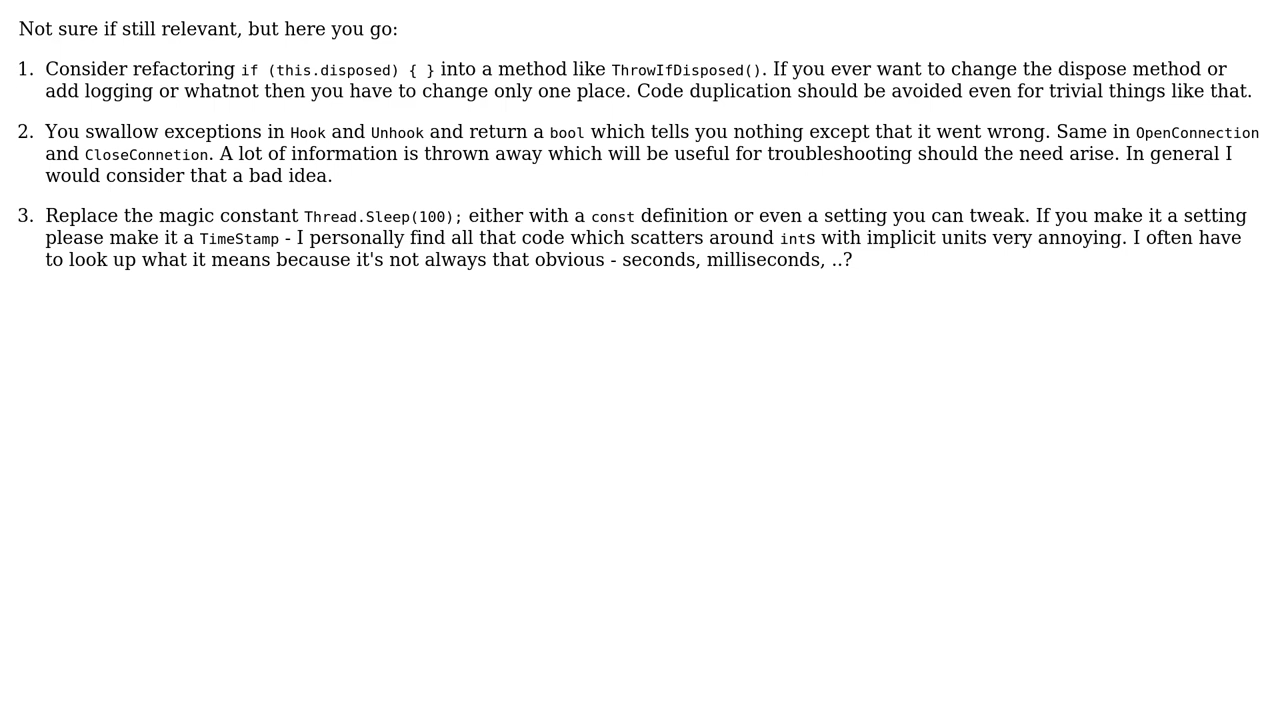 Not sure if still relevant, but here you go:
1. Consider refactoring if (this.disposed) { } into a method like ThrowIfDisposed(). If you ever want to change the dispose method or
add logging or whatnot then you have to change only one place. Code duplication should be avoided even for trivial things like that.
2. You swallow exceptions in Hook and Unhook and return a bool which tells you nothing except that it went wrong. Same in OpenConnection
and CloseConnetion. A lot of information is thrown away which will be useful for troubleshooting should the need arise. In general I
would consider that a bad idea.
3. Replace the magic constant Thread.Sleep(100); either with a const definition or even a setting you can tweak. If you make it a setting
please make it a TimeStamp - I personally find all that code which scatters around ints with implicit units very annoying. I often have
to look up what it means because it's not always that obvious - seconds, milliseconds, ..?